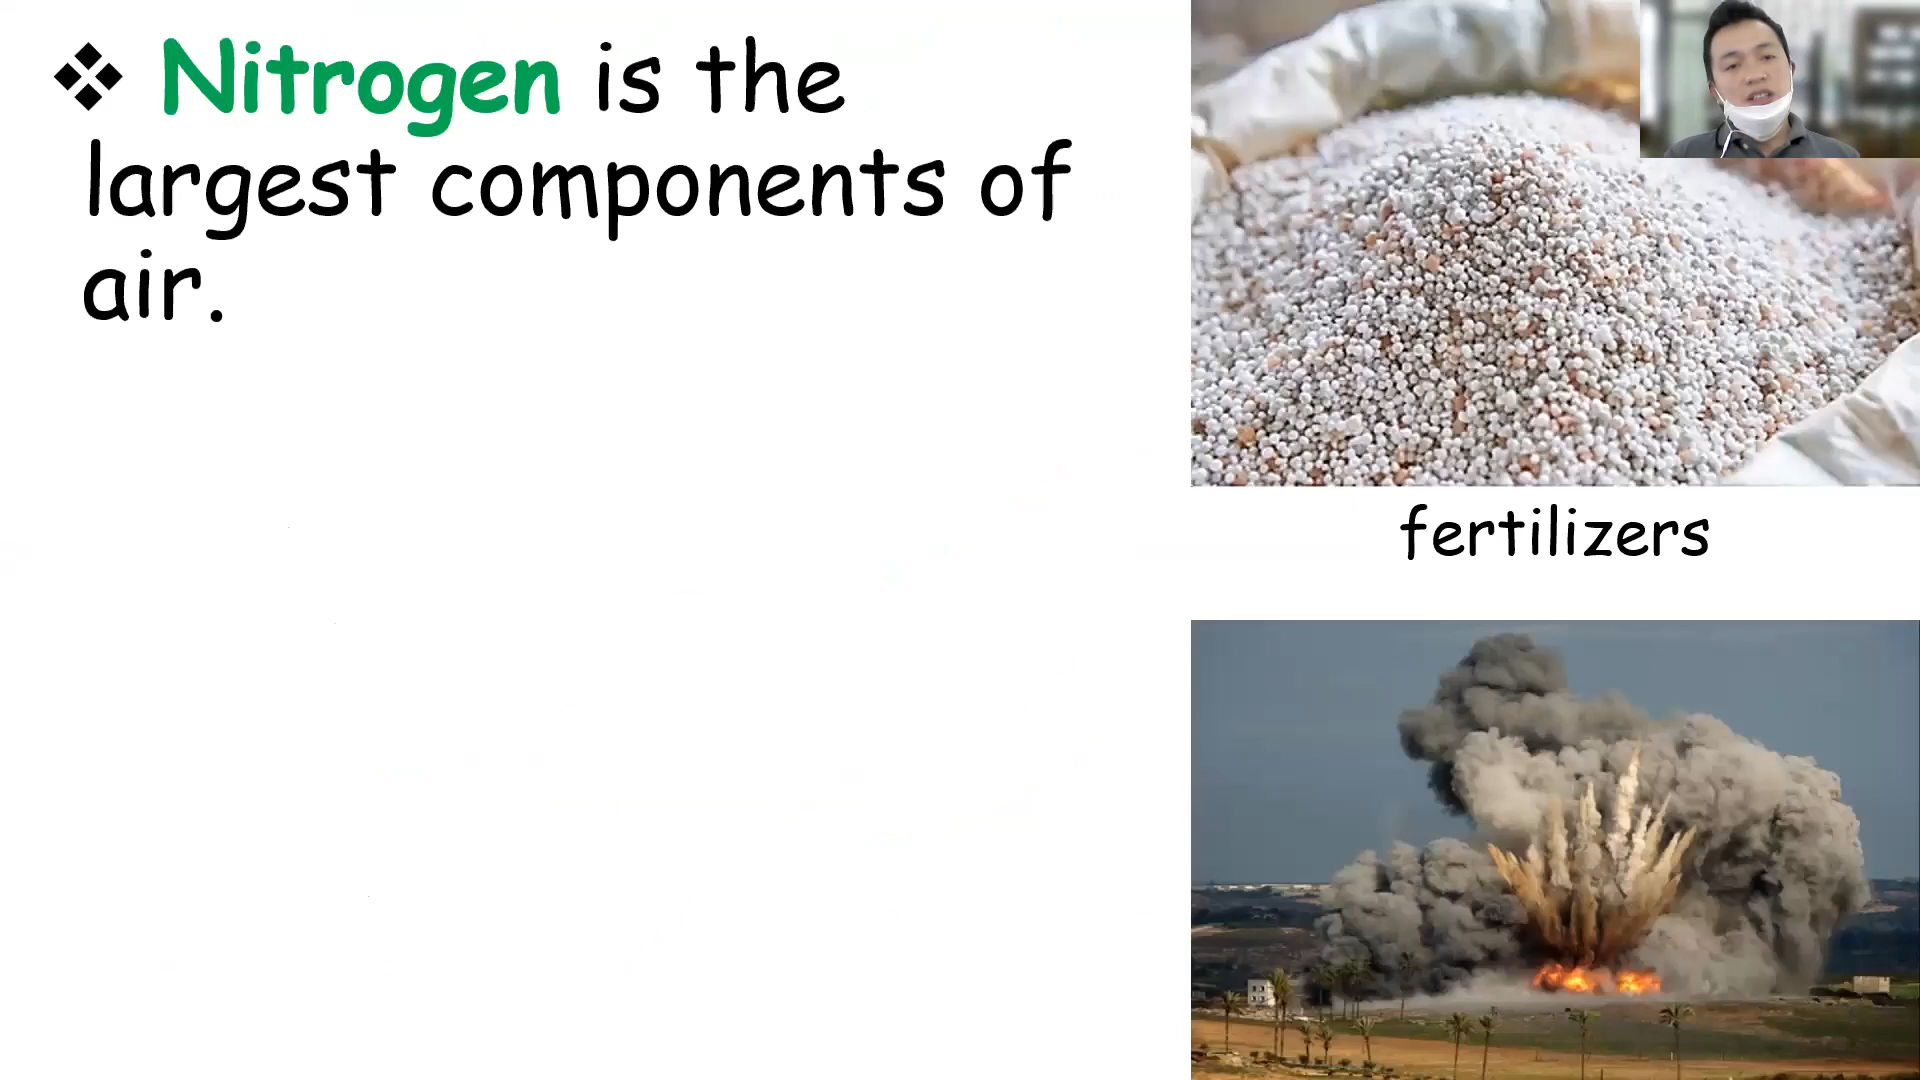 ❖ Nitrogen is the
largest components of
air.
fertilizers